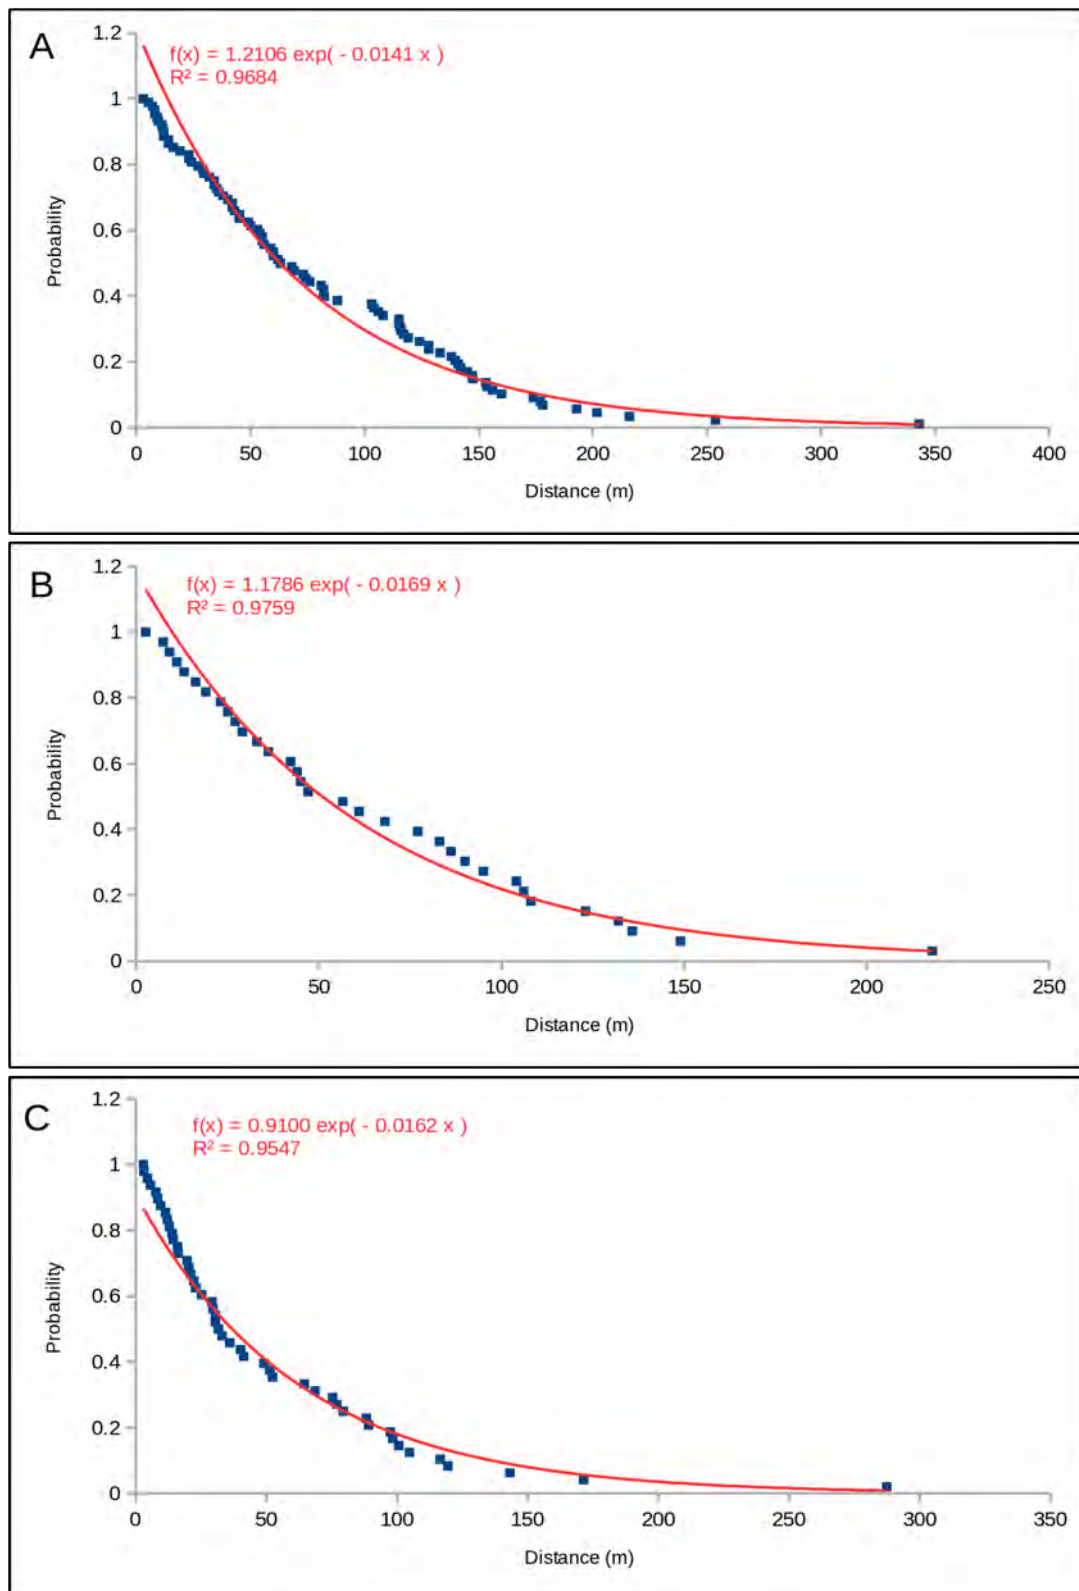 A
f(x) = 1.2106 exp( - 0.0141 x )
R² = 0.9684
1.2
1
0.8
0.6
0.4
0.2
0
Probability
0 50 100 150 200 250 300 350 400
Distance (m)
B
f(x) = 1.1786 exp( - 0.0169 x )
R² = 0.9759
1.2
1
0.8
0.6
0.4
0.2
0
Probability
0 50 100 150 200 250
Distance (m)
C
f(x) = 0.9100 exp( - 0.0162 x )
R² = 0.9547
1.2
1
0.8
0.6
0.4
0.2
0
Probability
0 50 100 150 200 250 300 350
Distance (m)